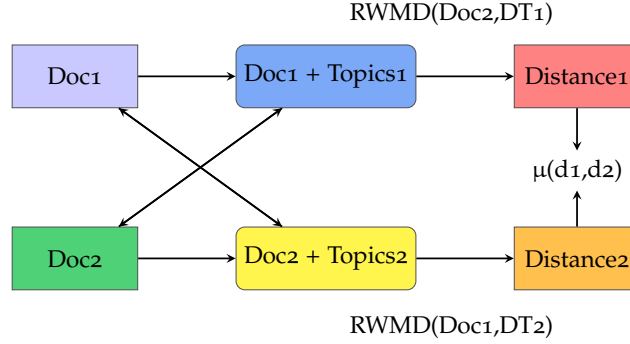 RWMD(Doc2,DT1)
Doc1
Doc1 + Topics1
Distance1
μ(d1,d2)
Doc2
Doc2 + Topics2
Distance2
RWMD(Doc1,DT2)